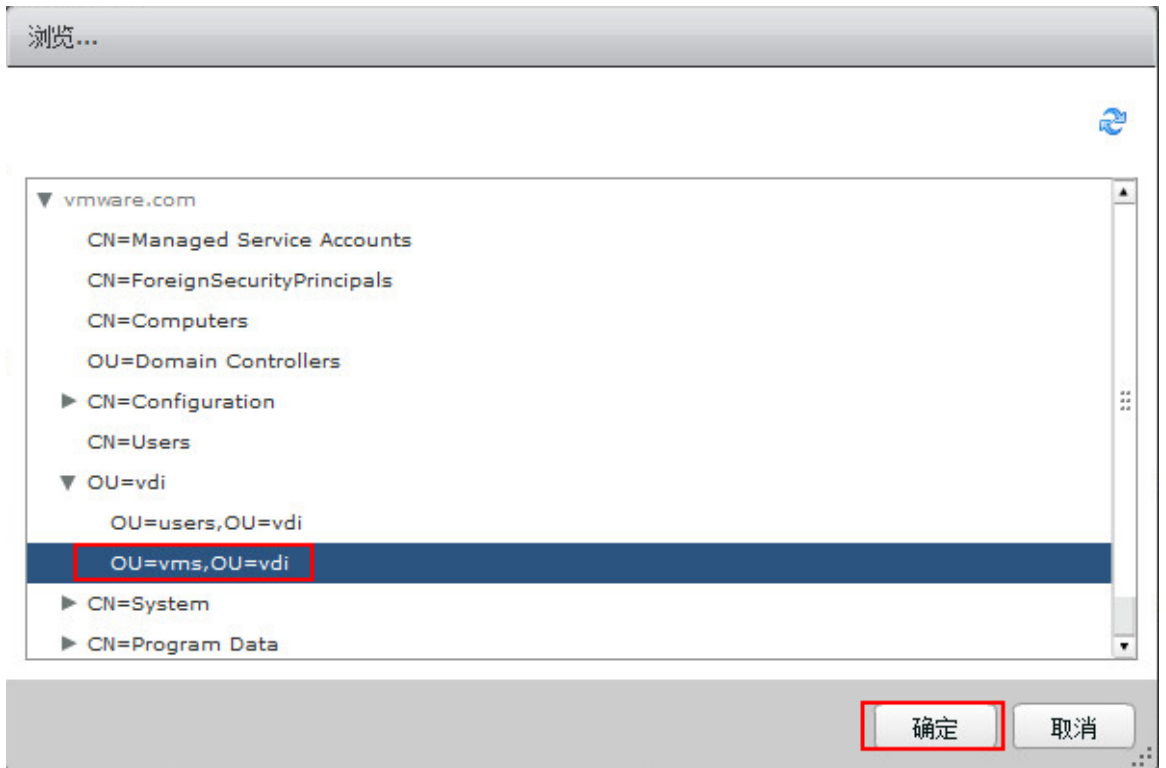 浏览...
vmware.com
CN=Managed Service Accounts
CN=ForeignSecurityPrincipals
CN=Computers
OU=Domain Controllers
CN=Configuration
CN=Users
OU=vdi
OU=users,OU=vdi
OU=vms,OU=vdi
CN=System
CN=Program Data
确定 取消